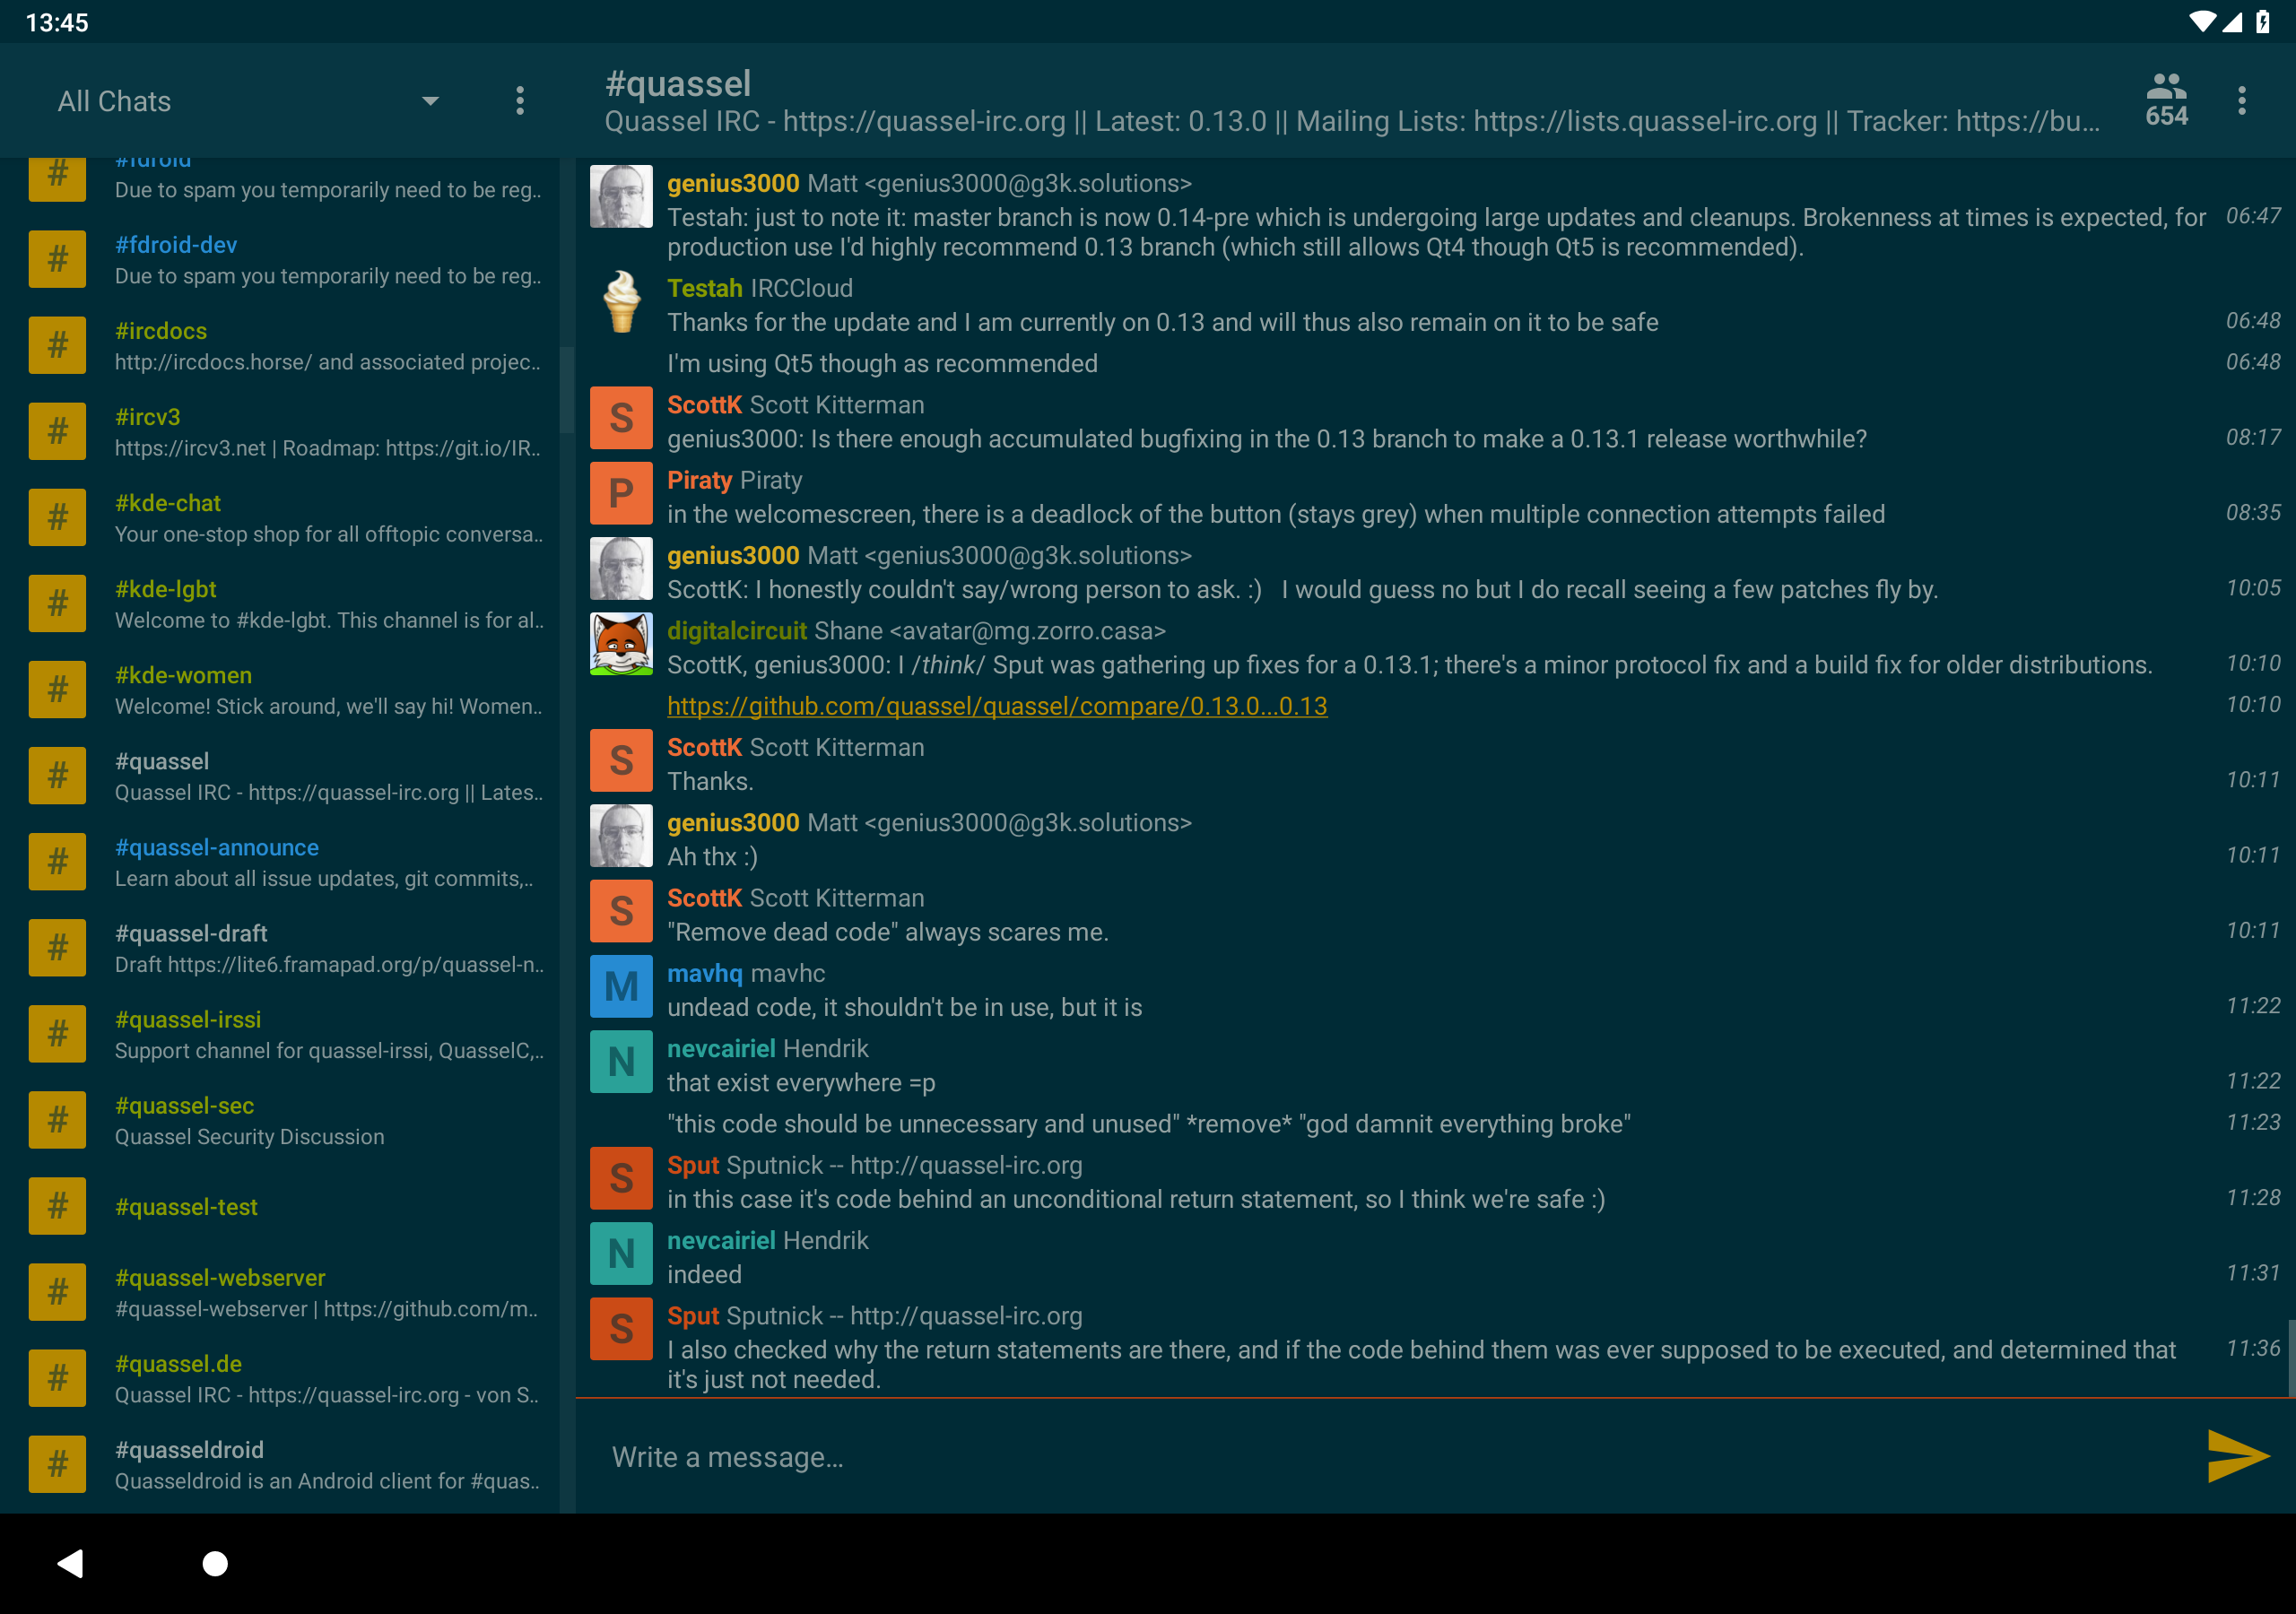 13:45
All Chats
#quassel
Quassel IRC - https://quassel-irc.org || Latest: 0.13.0 || Mailing Lists: https://lists.quassel-irc.org || Tracker: https://bu…
654
#fdroid
Due to spam you temporarily need to be reg..
#
#fdroid-dev
Due to spam you temporarily need to be reg..
#
#ircdocs
http://ircdocs.horse/ and associated projec..
#
#ircv3
https://ircv3.net | Roadmap: https://git.io/IR..
#
#kde-chat
Your one-stop shop for all offtopic conversa..
#
#kde-lgbt
Welcome to #kde-lgbt. This channel is for al..
#
#kde-women
Welcome! Stick around, we'll say hi! Women..
#
#quassel
Quassel IRC - https://quassel-irc.org || Lates..
#
#quassel-announce
Learn about all issue updates, git commits,..
#
#quassel-draft
Draft https://lite6.framapad.org/p/quassel-n..
#
#quassel-irssi
Support channel for quassel-irssi, QuasselC,..
#
#quassel-sec
Quassel Security Discussion
#
#quassel-test
#
#quassel-webserver
#quassel-webserver | https://github.com/m..
#
#quassel.de
Quassel IRC - https://quassel-irc.org - von S..
#
#quasseldroid
Quasseldroid is an Android client for #quas..
#
genius3000 Matt <genius3000@g3k.solutions>
Testah: just to note it: master branch is now 0.14-pre which is undergoing large updates and cleanups. Brokenness at times is expected, for 06:47
production use I'd highly recommend 0.13 branch (which still allows Qt4 though Qt5 is recommended).
Testah IRCCloud
Thanks for the update and I am currently on 0.13 and will thus also remain on it to be safe 06:48
I'm using Qt5 though as recommended 06:48
S
ScottK Scott Kitterman
genius3000: Is there enough accumulated bugfixing in the 0.13 branch to make a 0.13.1 release worthwhile? 08:17
P
Piraty Piraty
in the welcomescreen, there is a deadlock of the button (stays grey) when multiple connection attempts failed 08:35
genius3000 Matt <genius3000@g3k.solutions>
ScottK: I honestly couldn't say/wrong person to ask. :)   I would guess no but I do recall seeing a few patches fly by. 10:05
digitalcircuit Shane <avatar@mg.zorro.casa>
ScottK, genius3000: I /think/ Sput was gathering up fixes for a 0.13.1; there's a minor protocol fix and a build fix for older distributions. 10:10
https://github.com/quassel/quassel/compare/0.13.0...0.13 10:10
S
ScottK Scott Kitterman
Thanks. 10:11
genius3000 Matt <genius3000@g3k.solutions>
Ah thx :) 10:11
S
ScottK Scott Kitterman
"Remove dead code" always scares me. 10:11
M
mavhq mavhc
undead code, it shouldn't be in use, but it is 11:22
N
nevcairiel Hendrik
that exist everywhere =p 11:22
"this code should be unnecessary and unused" *remove* "god damnit everything broke" 11:23
S
Sput Sputnick -- http://quassel-irc.org
in this case it's code behind an unconditional return statement, so I think we're safe :) 11:28
N
nevcairiel Hendrik
indeed 11:31
S
Sput Sputnick -- http://quassel-irc.org
I also checked why the return statements are there, and if the code behind them was ever supposed to be executed, and determined that 11:36
it's just not needed.
Write a message…